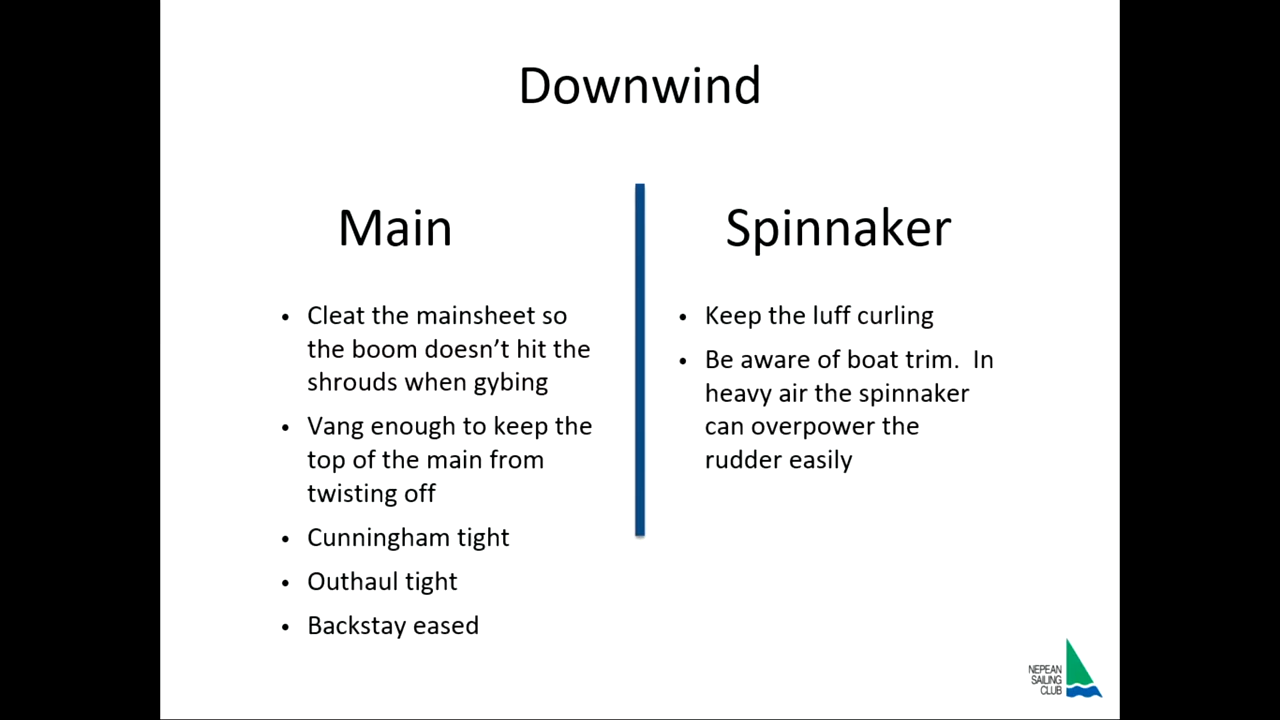 Downwind
Main
• Cleat the mainsheet so
the boom doesn’t hit the
shrouds when gybing
• Vang enough to keep the
top of the main from
twisting off
• Cunningham tight
• Outhaul tight
• Backstay eased
Spinnaker
• Keep the luff curling
• Be aware of boat trim.  In
heavy air the spinnaker
can overpower the
rudder easily
NEPEAN
SAILING
CLUB